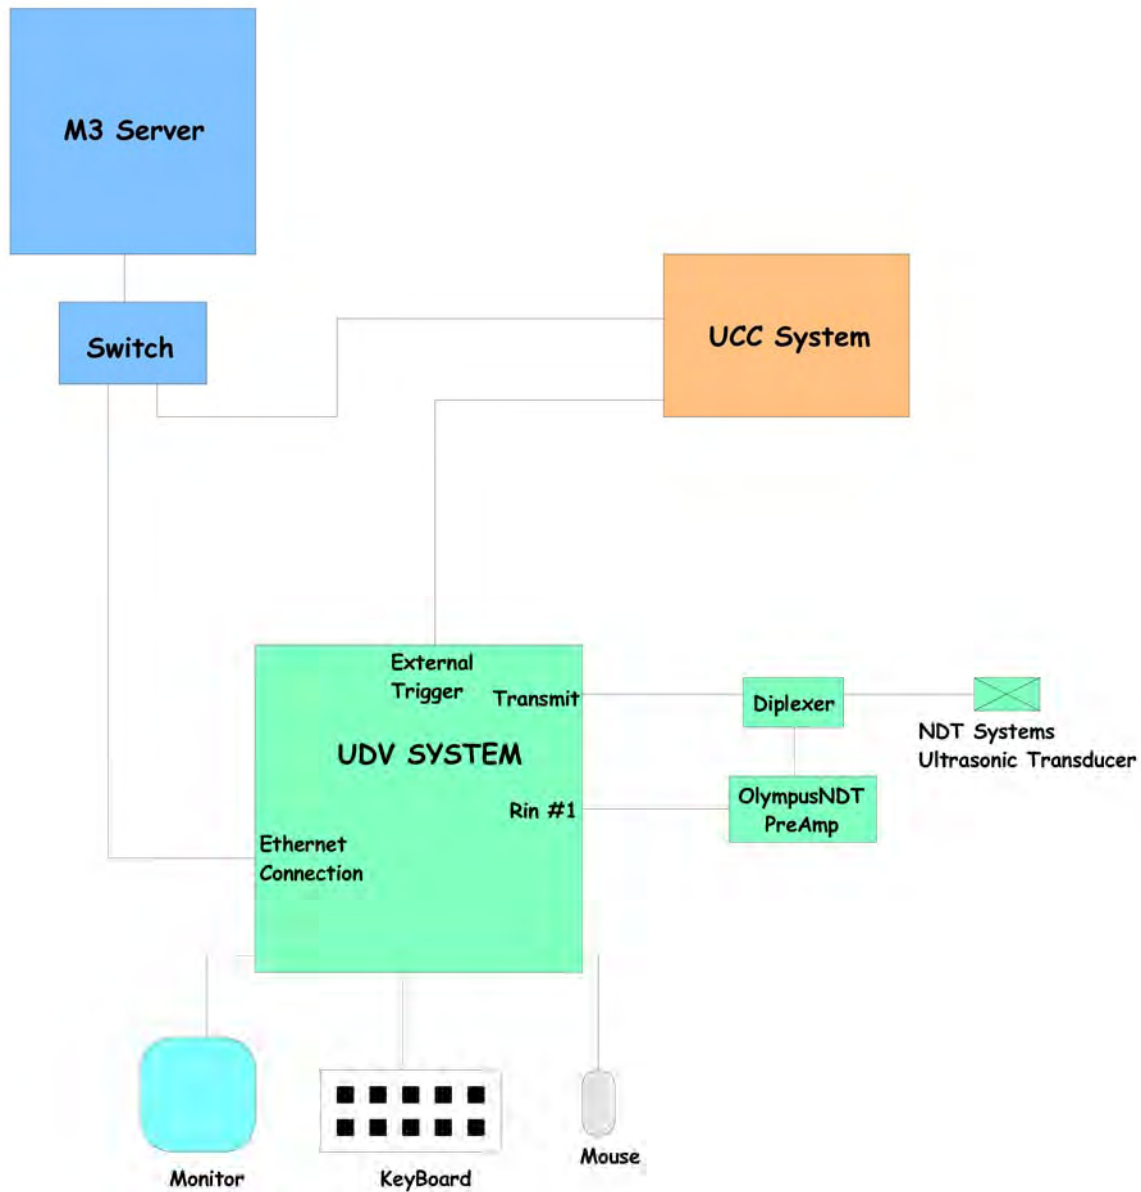 M3 Server
Switch
UCC System
External
Trigger
Transmit
UDV SYSTEM
Rin #1
Ethernet
Connection
Diplexer
NDT Systems
Ultrasonic Transducer
OlympusNDT
PreAmp
Monitor
KeyBoard
Mouse